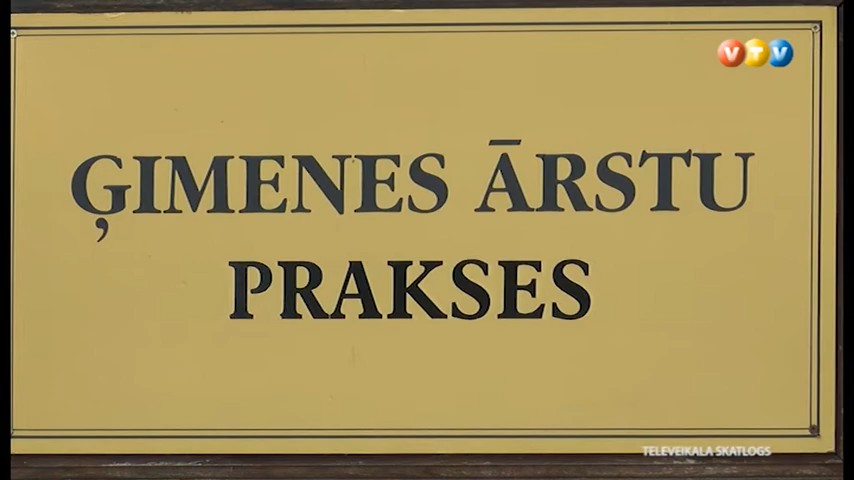 VTV
ĢIMENES ĀRSTU
PRAKSES
TELEVEIKALA SKATLOGS